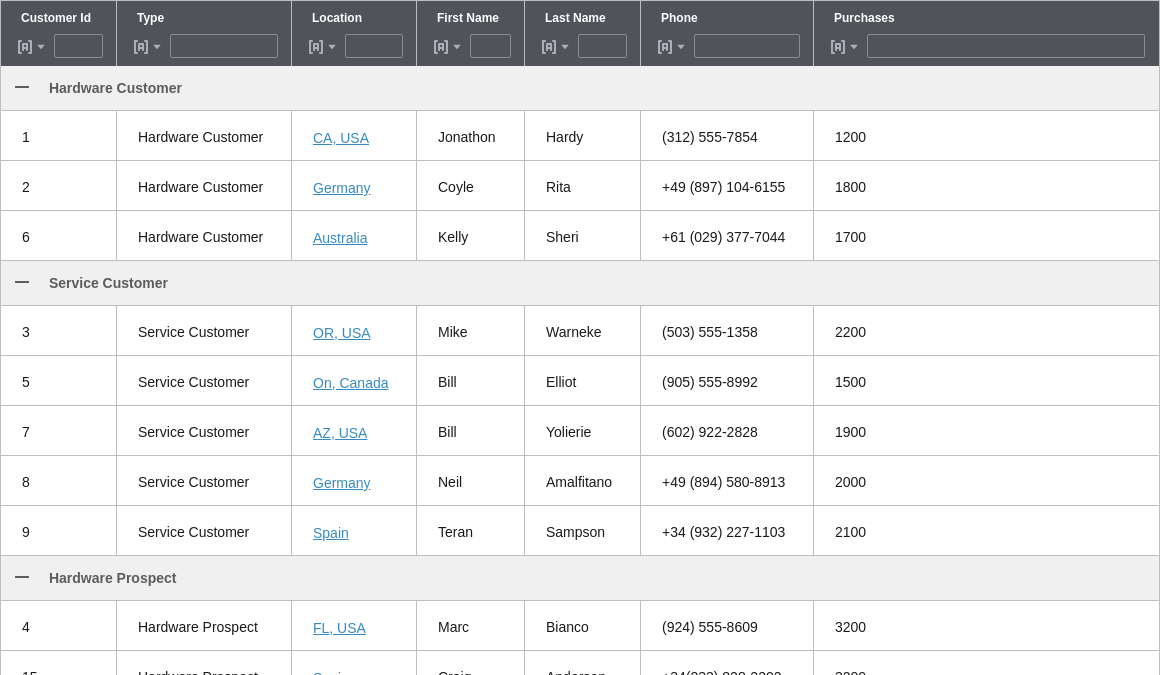 Customer Id Type Location First Name Last Name Phone Purchases
Hardware Customer
1 Hardware Customer CA, USA Jonathon Hardy (312) 555-7854 1200
2 Hardware Customer Germany Coyle Rita +49 (897) 104-6155 1800
6 Hardware Customer Australia Kelly Sheri +61 (029) 377-7044 1700
Service Customer
3 Service Customer OR, USA Mike Warneke (503) 555-1358 2200
5 Service Customer On, Canada Bill Elliot (905) 555-8992 1500
7 Service Customer AZ, USA Bill Yolierie (602) 922-2828 1900
8 Service Customer Germany Neil Amalfitano +49 (894) 580-8913 2000
9 Service Customer Spain Teran Sampson +34 (932) 227-1103 2100
Hardware Prospect
4 Hardware Prospect FL, USA Marc Bianco (924) 555-8609 3200
15 Hardware Prospect Craig